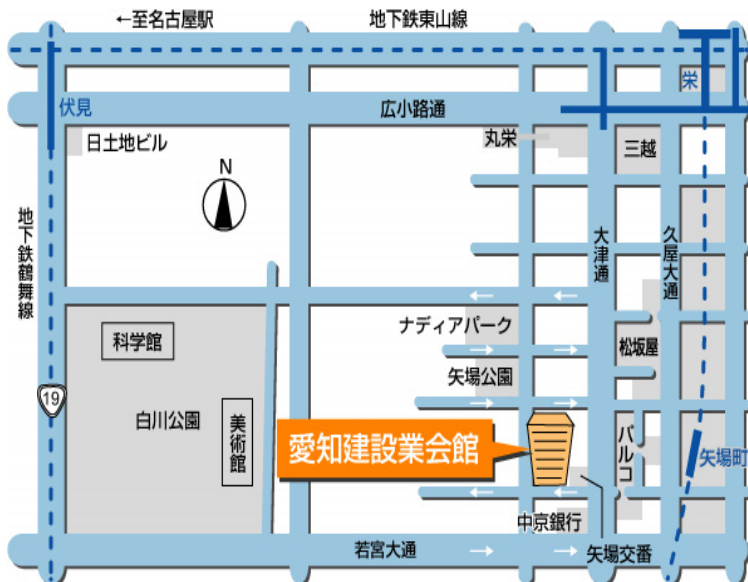 ←至名古屋駅
地下鉄東山線
栄
伏見
広小路通
日土地ビル
丸栄
三越
N
地下鉄鶴舞線
大津通
久屋大通
ナディアパーク
科学館
松坂屋
矢場公園
19
白川公園
美術館
愛知建設業会館
パルコ
矢場町
中京銀行
若宮大通
矢場交番